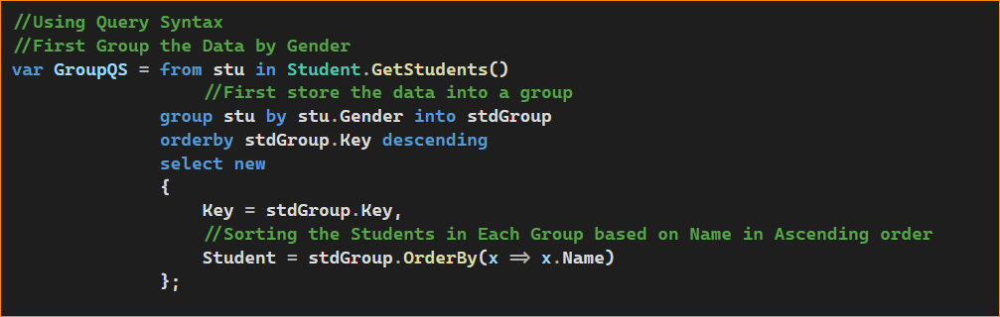 //Using Query Syntax
//First Group the Data by Gender
var GroupQS = from stu in Student.GetStudents()
//First store the data into a group
group stu by stu.Gender into stdGroup
orderby stdGroup.Key descending
select new
{
Key = stdGroup.Key,
//Sorting the Students in Each Group based on Name in Ascending order
Student = stdGroup.OrderBy(x => x.Name)
};